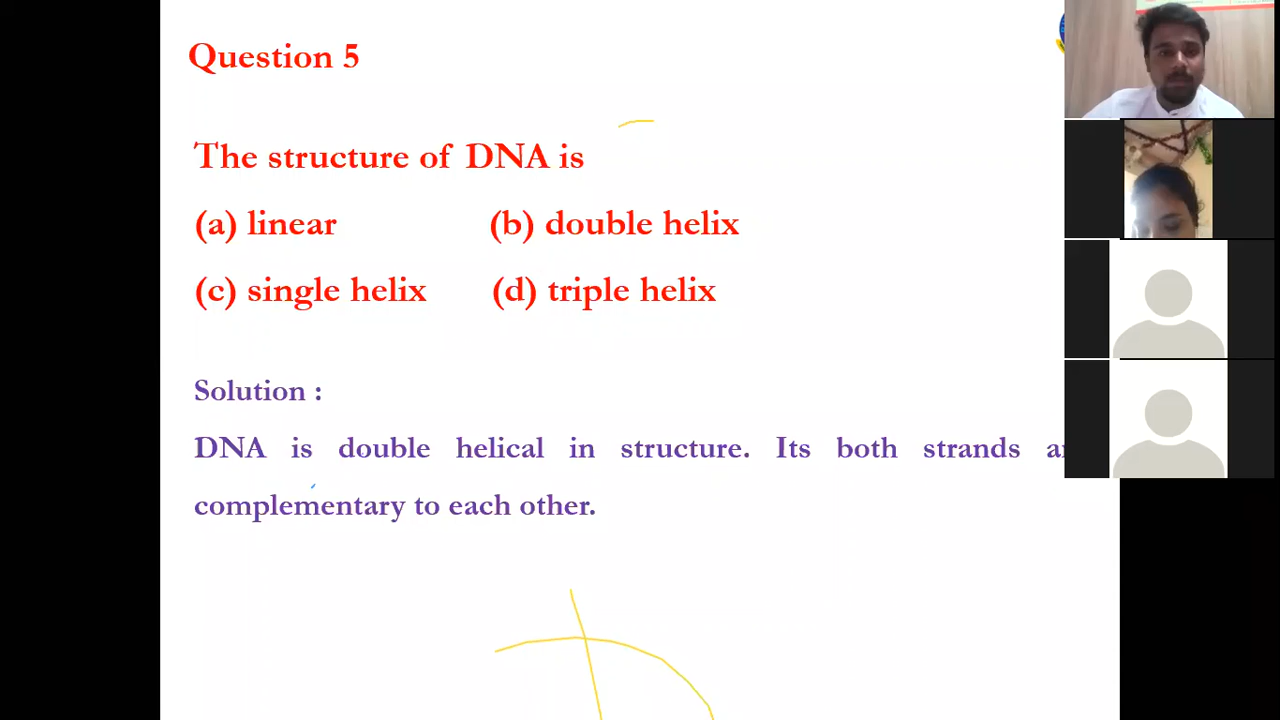 Question 5
The structure of DNA is
(a) linear (b) double helix
(c) single helix (d) triple helix
Solution :
DNA is double helical in structure. Its both strands
complementary to each other.